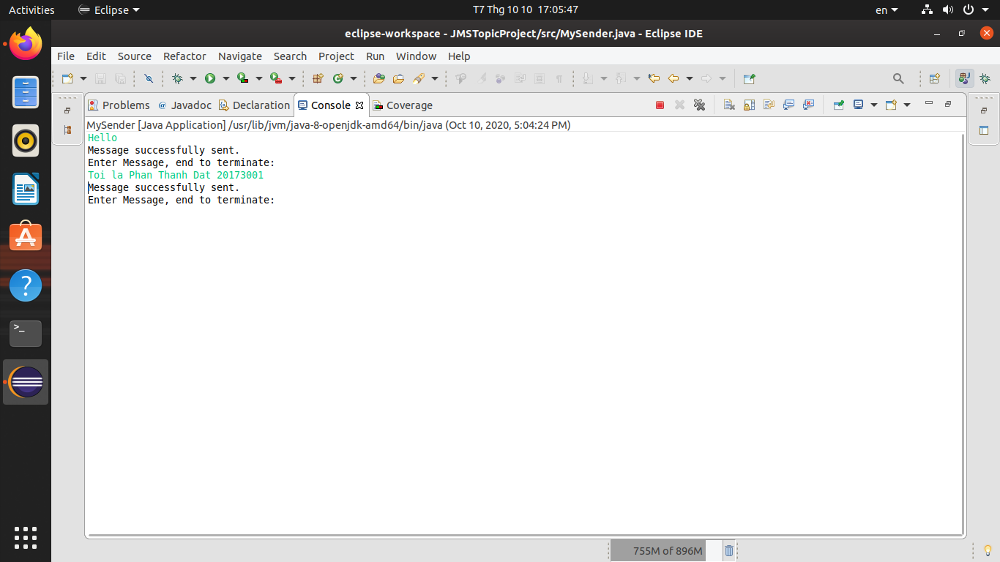 Activities Eclipse T7 Thg 10 10 17:05:47 en
eclipse-workspace - JMSTopicProject/src/MySender.java - Eclipse IDE
File Edit Source Refactor Navigate Search Project Run Window Help
Problems @ Javadoc Declaration Console Coverage
MySender [Java Application] /usr/lib/jvm/java-8-openjdk-amd64/bin/java (Oct 10, 2020, 5:04:24 PM)
Hello
Message successfully sent.
Enter Message, end to terminate:
Toi la Phan Thanh Dat 20173001
Message successfully sent.
Enter Message, end to terminate:
755M of 896M